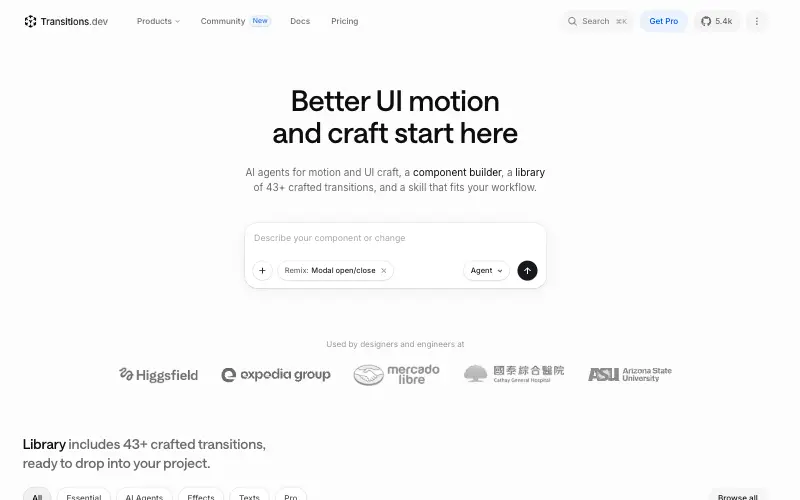 Transitions.dev
Products
Community New
Docs
Pricing
Search ⌘K
Get Pro
5.4k
Better UI motion
and craft start here
AI agents for motion and UI craft, a component builder, a library
of 43+ crafted transitions, and a skill that fits your workflow.
Describe your component or change
Remix: Modal open/close
Agent
Used by designers and engineers at
Higgsfield
expedia group
mercado
libre
國泰綜合醫院
Cathay General Hospital
ASU Arizona State
University
Library includes 43+ crafted transitions,
ready to drop into your project.
All
Essential
AI Agents
Effects
Texts
Pro
Browse all